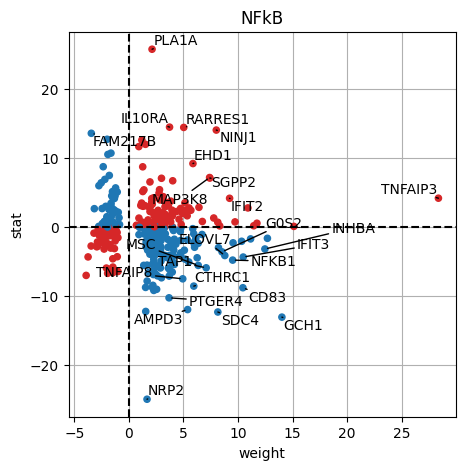 NFkB
PLA1A
IL10RA
RARRES1
NINJ1
FAM217B
EHD1
SGPP2
TNFAIP3
MAP3K8
IFIT2
G0S2
INHBA
MSC
ELOVL7
IFIT3
TAP1
NFKB1
TNFAIP8
CTHRC1
CD83
PTGER4
AMPD3
SDC4
GCH1
NRP2
stat
20
10
0
−10
−20
−5
0
5
10
15
20
25
weight